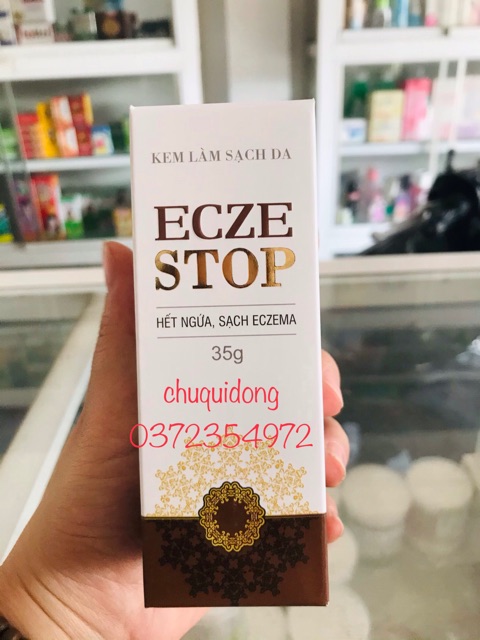 KEM LÀM SẠCH DA
ECZE
STOP
HẾT NGỨA, SẠCH ECZEMA
35g
chuquidong
0372354972